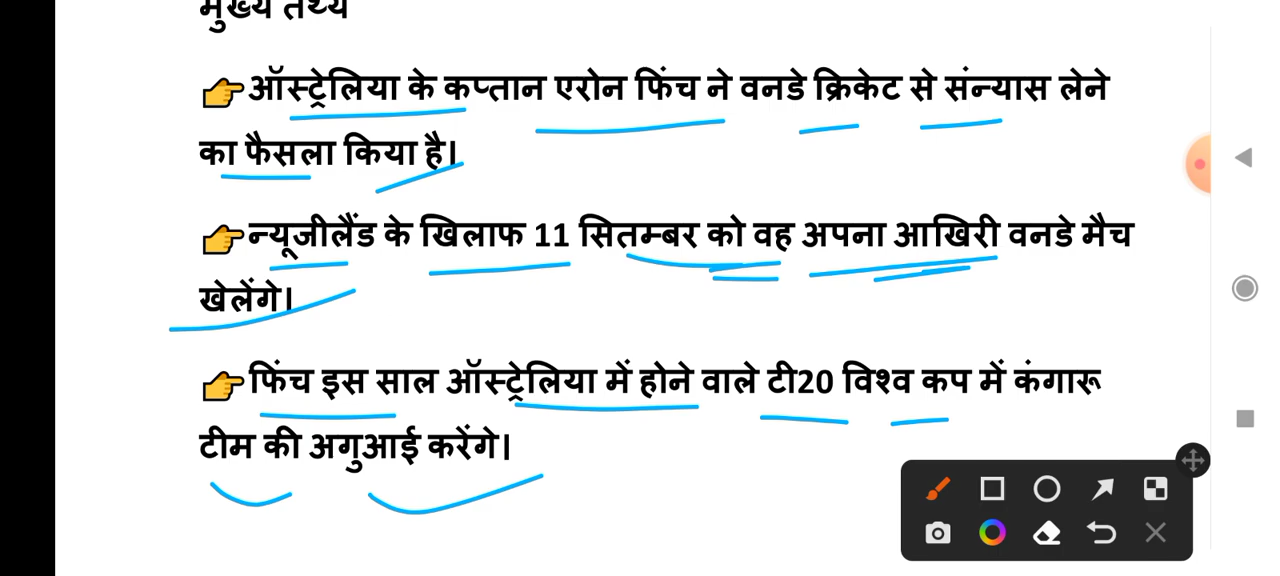 मुख्य तथ्य
👉ऑस्ट्रेलिया के कप्तान एरोन फिंच ने वनडे क्रिकेट से संन्यास लेने
का फैसला किया है।
👉न्यूजीलैंड के खिलाफ 11 सितम्बर को वह अपना आखिरी वनडे मैच
खेलेंगे।
👉फिंच इस साल ऑस्ट्रेलिया में होने वाले टी20 विश्व कप में कंगारू
टीम की अगुआई करेंगे।